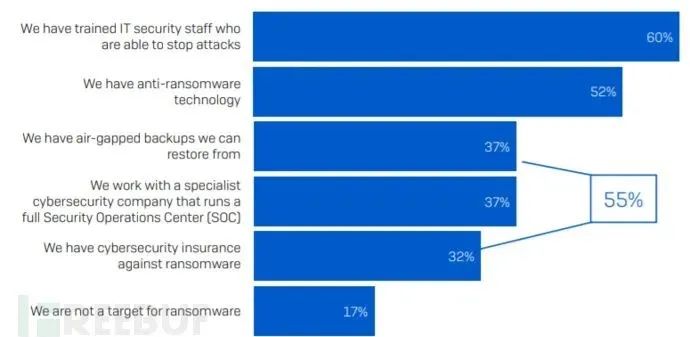 We have trained IT security staff who
are able to stop attacks
60%
We have anti-ransomware
technology
52%
We have air-gapped backups we can
restore from
37%
We work with a specialist
cybersecurity company that runs a
full Security Operations Center (SOC)
37%
55%
We have cybersecurity insurance
against ransomware
32%
We are not a target for ransomware
17%
REEBUF